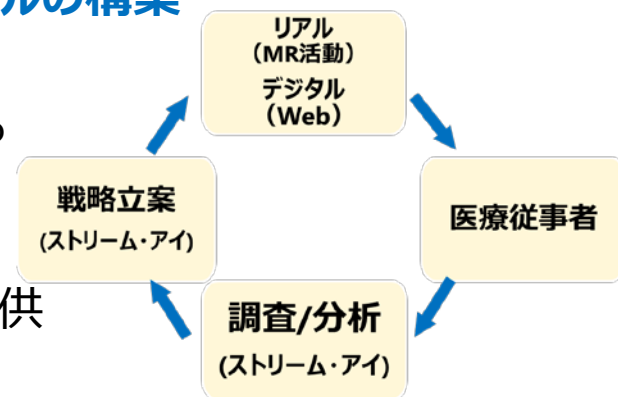 ルの構築
リアル
（MR活動）
デジタル
（Web）
戦略立案
(ストリーム・アイ)
医療従事者
供
調査/分析
(ストリーム・アイ)